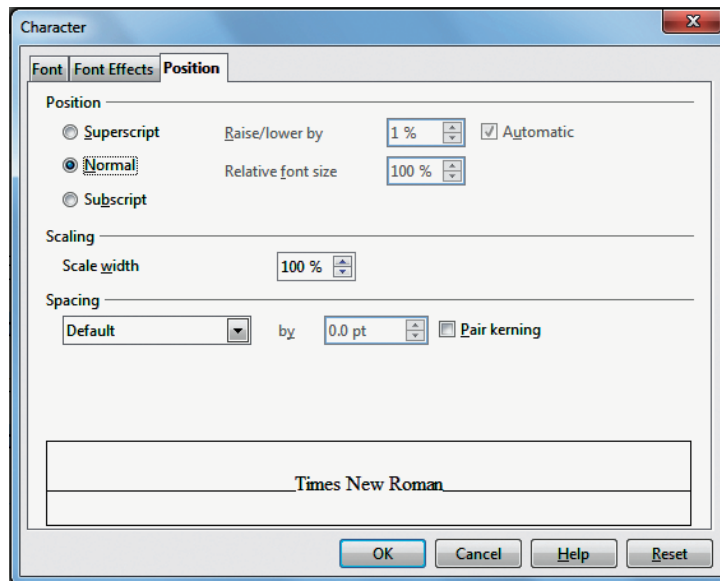 Character
Font Font Effects Position
Position
Superscript Raise/lower by 1 % Automatic
Normal Relative font size 100 %
Subscript
Scaling
Scale width 100 %
Spacing
Default by 0.0 pt Pair kerning
Times New Roman
OK Cancel Help Reset